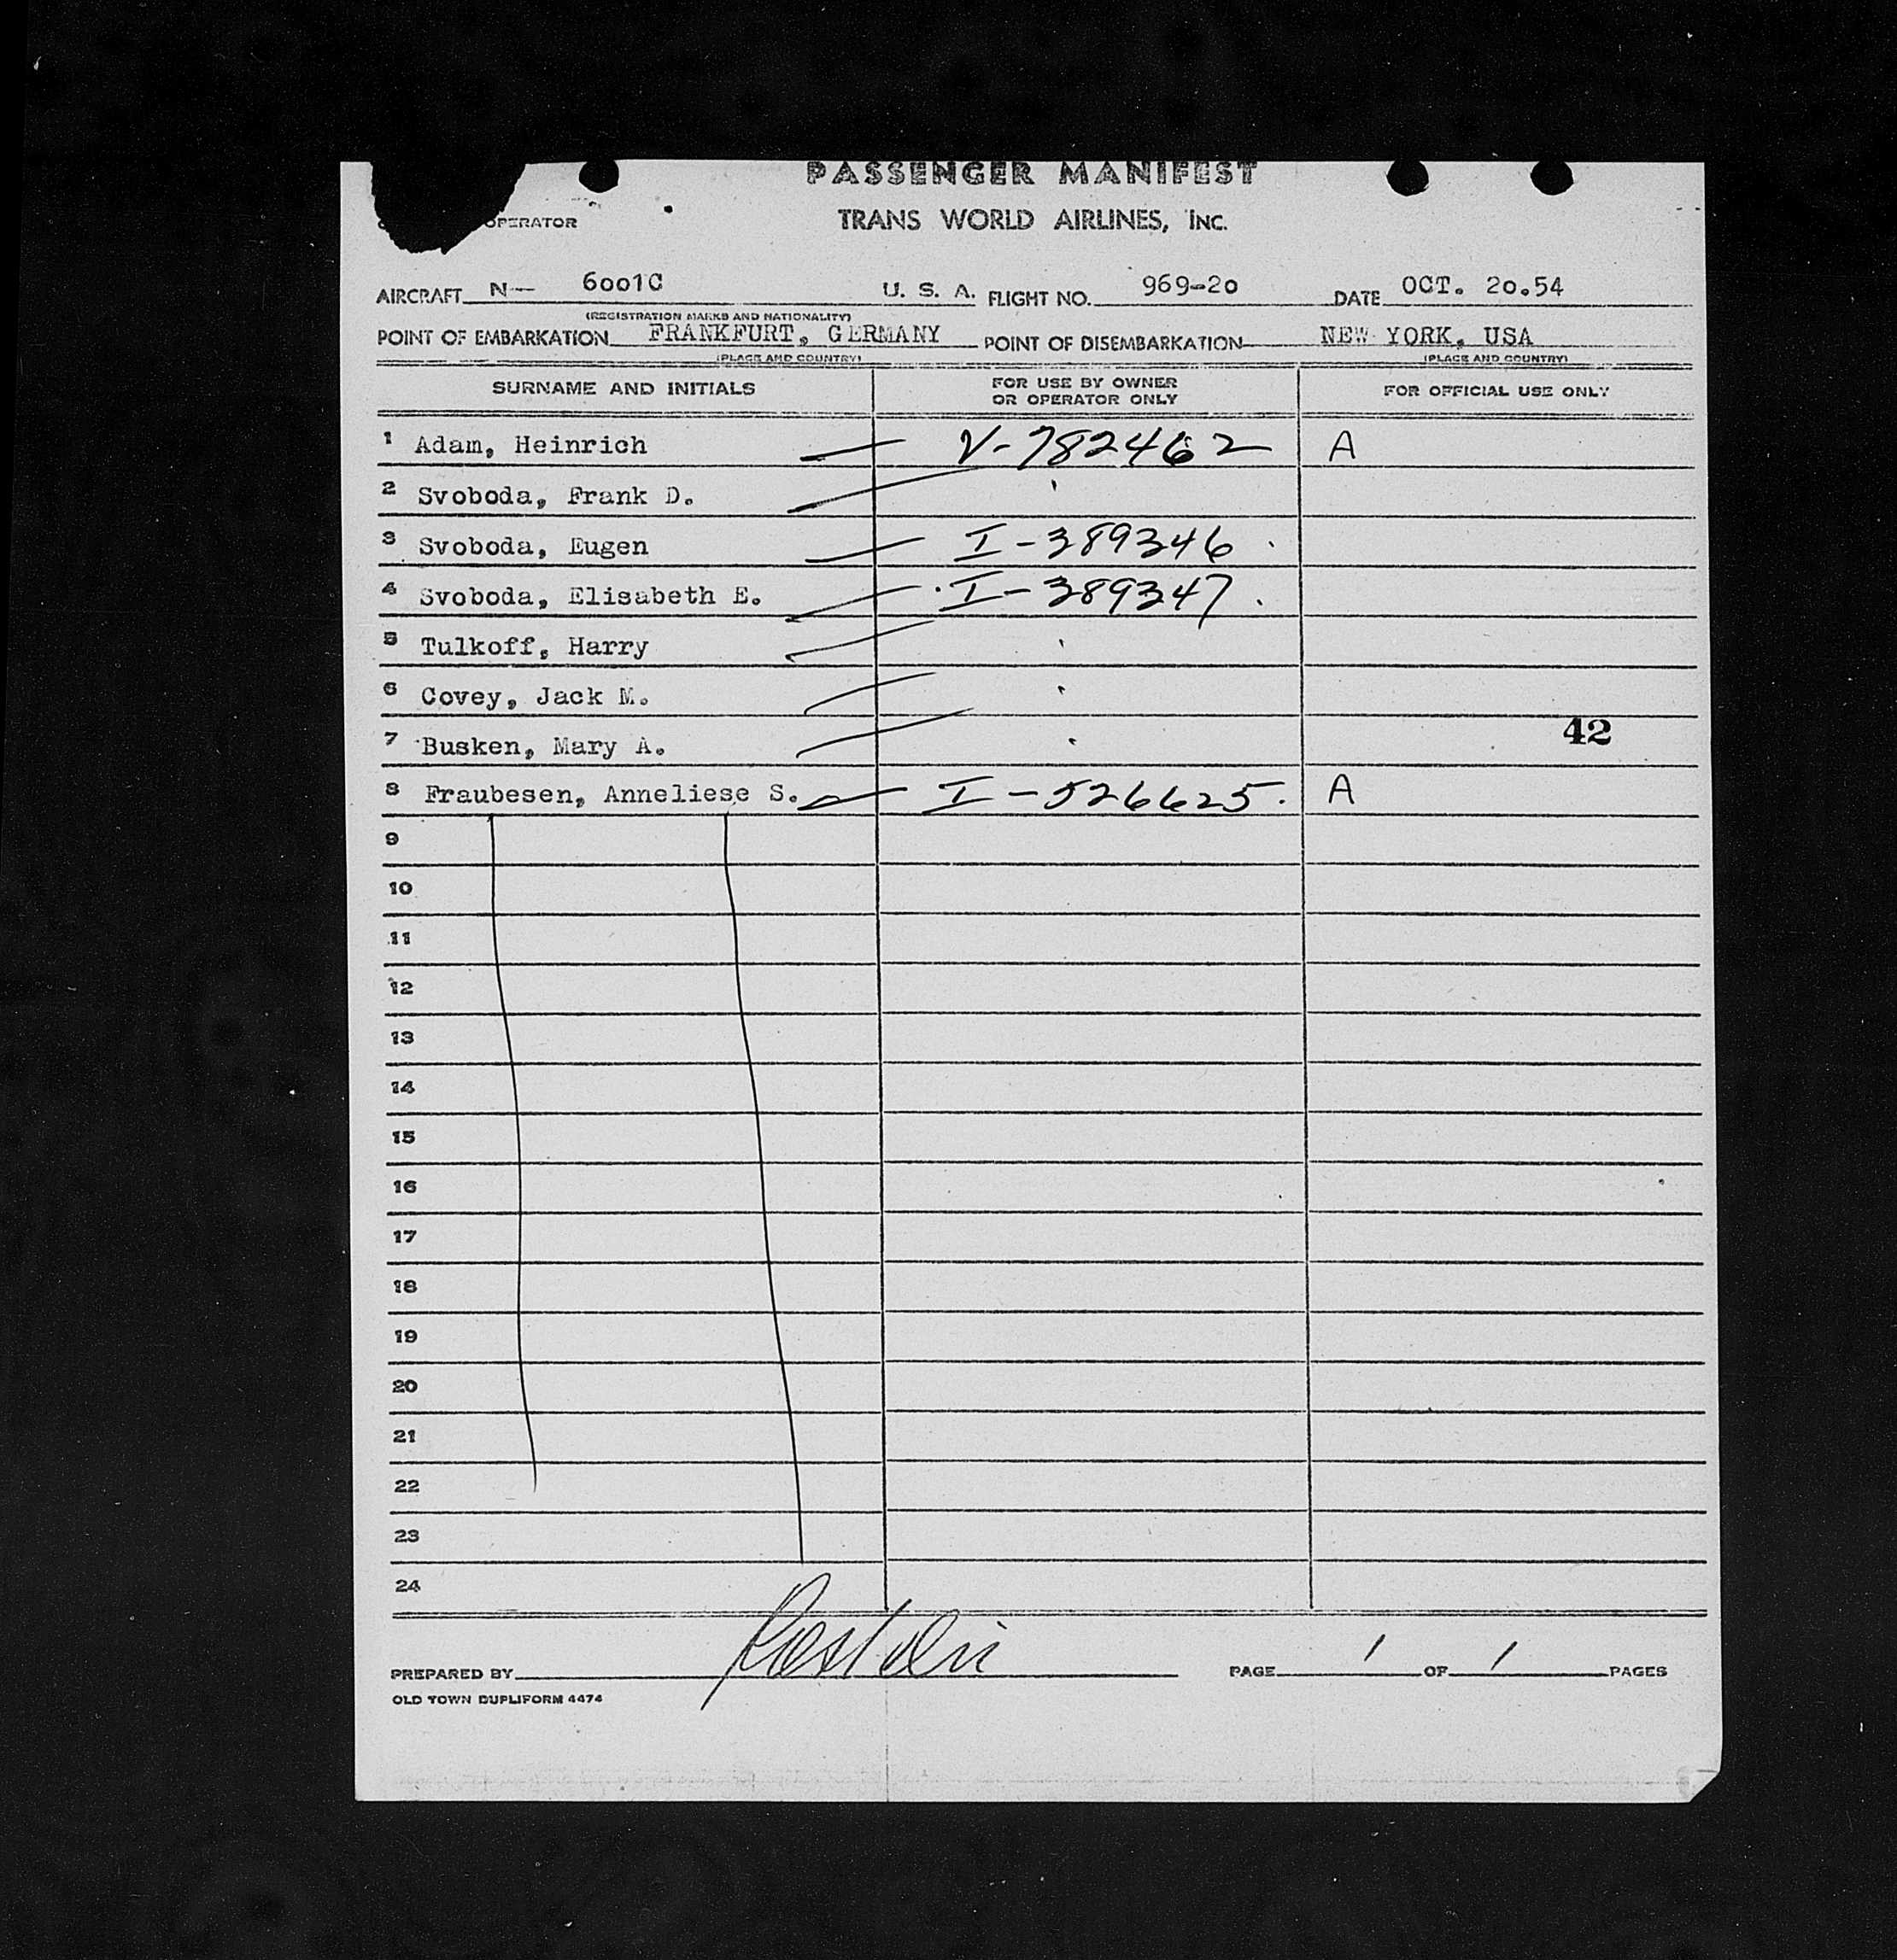 PASSENGER MANIFEST
OPERATOR
TRANS WORLD AIRLINES, INC.
AIRCRAFT N— 6001C U. S. A. FLIGHT NO. 969-20 DATE OCT. 20.54
(REGISTRATION MARKS AND NATIONALITY)
POINT OF EMBARKATION FRANKFURT, GERMANY POINT OF DISEMBARKATION NEW YORK, USA
(PLACE AND COUNTRY) (PLACE AND COUNTRY)
SURNAME AND INITIALS FOR USE BY OWNER OR OPERATOR ONLY FOR OFFICIAL USE ONLY
1 Adam, Heinrich V-782462 A
2 Svoboda, Frank D.
3 Svoboda, Eugen I-389346
4 Svoboda, Elisabeth E. I-389347
5 Tulkoff, Harry
6 Covey, Jack M.
7 Busken, Mary A. 42
8 Fraubesen, Anneliese S. I-526625 A
9
10
11
12
13
14
15
16
17
18
19
20
21
22
23
24
PREPARED BY PAGE 1 OF 1 PAGES
OLD TOWN DUPLIFORM 4474